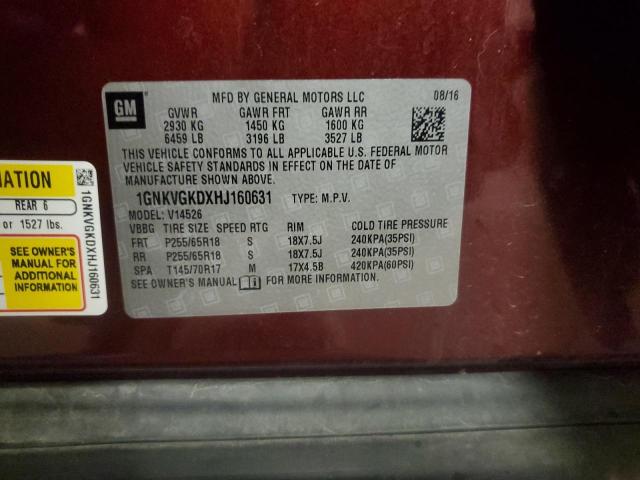 GM
MFD BY GENERAL MOTORS LLC 08/16
GVWR GAWR FRT GAWR RR
2930 KG 1450 KG 1600 KG
6459 LB 3196 LB 3527 LB
THIS VEHICLE CONFORMS TO ALL APPLICABLE U.S. FEDERAL MOTOR
VEHICLE SAFETY STANDARDS IN EFFECT ON THE DATE OF
MANUFACTURE SHOWN ABOVE.
1GNKVGKDXHJ160631 TYPE: M.P.V.
MODEL: V14526
VBBG TIRE SIZE SPEED RTG RIM COLD TIRE PRESSURE
FRT P255/65R18 S 18X7.5J 240KPA(35PSI)
RR P255/65R18 S 18X7.5J 240KPA(35PSI)
SPA T145/70R17 M 17X4.5B 420KPA(60PSI)
SEE OWNER'S MANUAL FOR MORE INFORMATION.
MATION
REAR 6
or 1527 lbs.
SEE OWNER'S
MANUAL FOR
ADDITIONAL
INFORMATION
1GNKVGKDXHJ160631